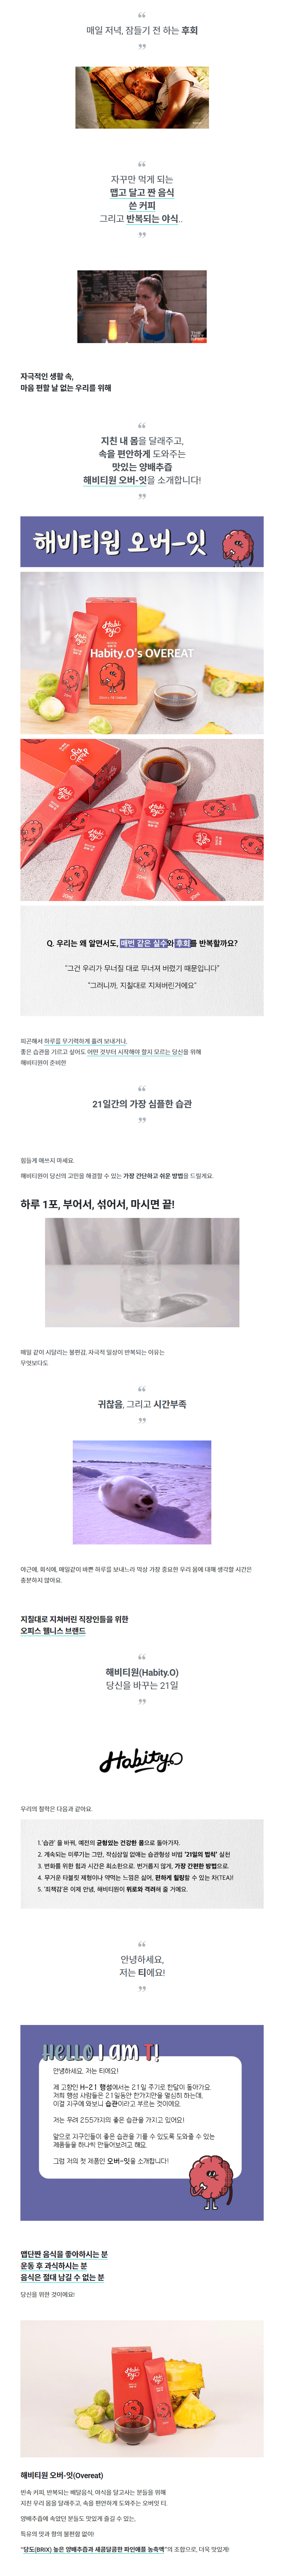 “
매일 저녁, 잠들기 전 하는 후회
”
“
자꾸만 먹게 되는
맵고 달고 짠 음식
쓴 커피
그리고 반복되는 야식..
”
자극적인 생활 속,
마음 편할 날 없는 우리를 위해
“
지친 내 몸을 달래주고,
속을 편안하게 도와주는
맛있는 양배추즙
해비티원 오버-잇을 소개합니다!
”
해비티원 오버-잇
Habity.O's OVEREAT
Q. 우리는 왜 알면서도, 매번 같은 실수와 후회를 반복할까요?
"그건 우리가 무너질 대로 무너져 버렸기 때문입니다"
"그러니까, 지칠대로 지쳐버린거에요"
피곤해서 하루를 무기력하게 흘려 보내거나,
좋은 습관을 기르고 싶어도 어떤 것부터 시작해야 할지 모르는 당신을 위해
해비티원이 준비한
“
21일간의 가장 심플한 습관
”
힘들게 애쓰지 마세요.
해비티원이 당신의 고민을 해결할 수 있는 가장 간단하고 쉬운 방법을 드릴게요.
하루 1포, 부어서, 섞어서, 마시면 끝!
매일 같이 시달리는 불편감, 자극적 일상이 반복되는 이유는
무엇보다도
“
귀찮음, 그리고 시간부족
”
야근에, 회식에, 매일같이 바쁜 하루를 보내느라 막상 가장 중요한 우리 몸에 대해 생각할 시간은
충분하지 않아요.
지칠대로 지쳐버린 직장인들을 위한
오피스 웰니스 브랜드
“
해비티원(Habity.O)
당신을 바꾸는 21일
”
Habity.O
우리의 철학은 다음과 같아요.
1. '습관' 을 바꿔, 예전의 균형있는 건강한 몸으로 돌아가자.
2. 계속되는 미루기는 그만, 작심삼일 없애는 습관형성 비법 '21일의 법칙' 실천
3. 변화를 위한 힘과 시간은 최소한으로. 번거롭지 않게, 가장 간편한 방법으로.
4. 무거운 타블릿 제형이나 약먹는 느낌은 싫어, 편하게 힐링할 수 있는 차(TEA)!
5. '죄책감'은 이제 안녕, 해비티원이 위로와 격려해 줄 거에요.
“
안녕하세요,
저는 티에요!
”
HELLO I am T!
안녕하세요, 저는 티에요!
제 고향인 H-21 행성에서는 21일 주기로 한달이 돌아가요
저희 행성 사람들은 21일동안 한가지만을 열심히 하는데,
이걸 지구에 와보니 습관이라고 부르는 것이에요.
저는 무려 255가지의 좋은 습관을 가지고 있어요!
앞으로 지구인들이 좋은 습관을 기를 수 있도록 도와줄 수 있는
제품들을 하나씩 만들어보려고 해요.
그럼 저의 첫 제품인 오버-잇을 소개합니다!
맵단짠 음식을 좋아하시는 분
운동 후 과식하시는 분
음식은 절대 남길 수 없는 분
당신을 위한 것이에요!
해비티원 오버-잇(Overeat)
빈속 커피, 반복되는 배달음식, 야식을 달고사는 분들을 위해
지친 우리 몸을 달래주고, 속을 편안하게 도와주는 오버잇 티.
양배추즙에 속았던 분들도 맛있게 즐길 수 있는,
특유의 맛과 향의 불편함 없이!
"당도(BRIX) 높은 양배추즙과 새콤달콤한 파인애플 농축액"의 조합으로, 더욱 맛있게!